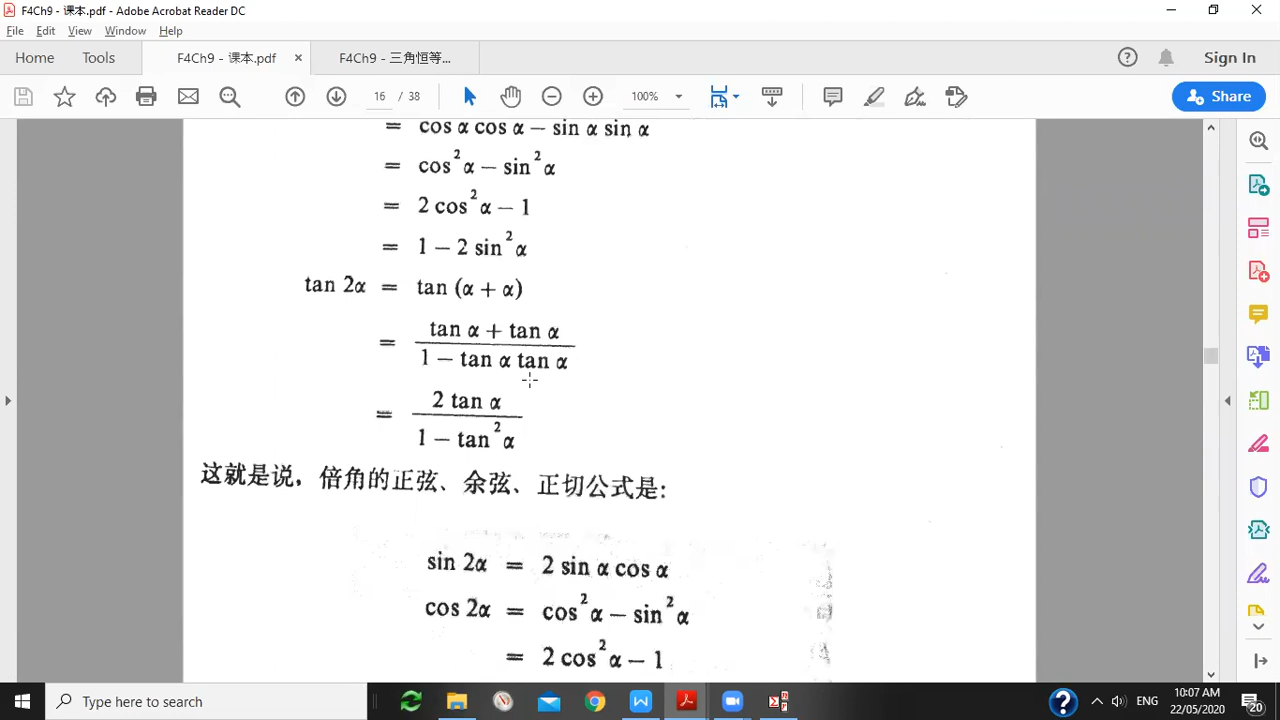 F4Ch9 - 课本.pdf - Adobe Acrobat Reader DC
File Edit View Window Help
Home Tools F4Ch9 - 课本.pdf × F4Ch9 - 三角恒等... Sign In
16 / 38 100% Share
= cos α cos α − sin α sin α
= cos²α − sin²α
= 2 cos²α − 1
= 1 − 2 sin²α
tan 2α = tan (α + α)
= tan α + tan α
1 − tan α tan α
= 2 tan α
1 − tan²α
这就是说，倍角的正弦、余弦、正切公式是:
sin 2α = 2 sin α cos α
cos 2α = cos²α − sin²α
= 2 cos²α − 1
Type here to search
ENG
10:07 AM
22/05/2020
20